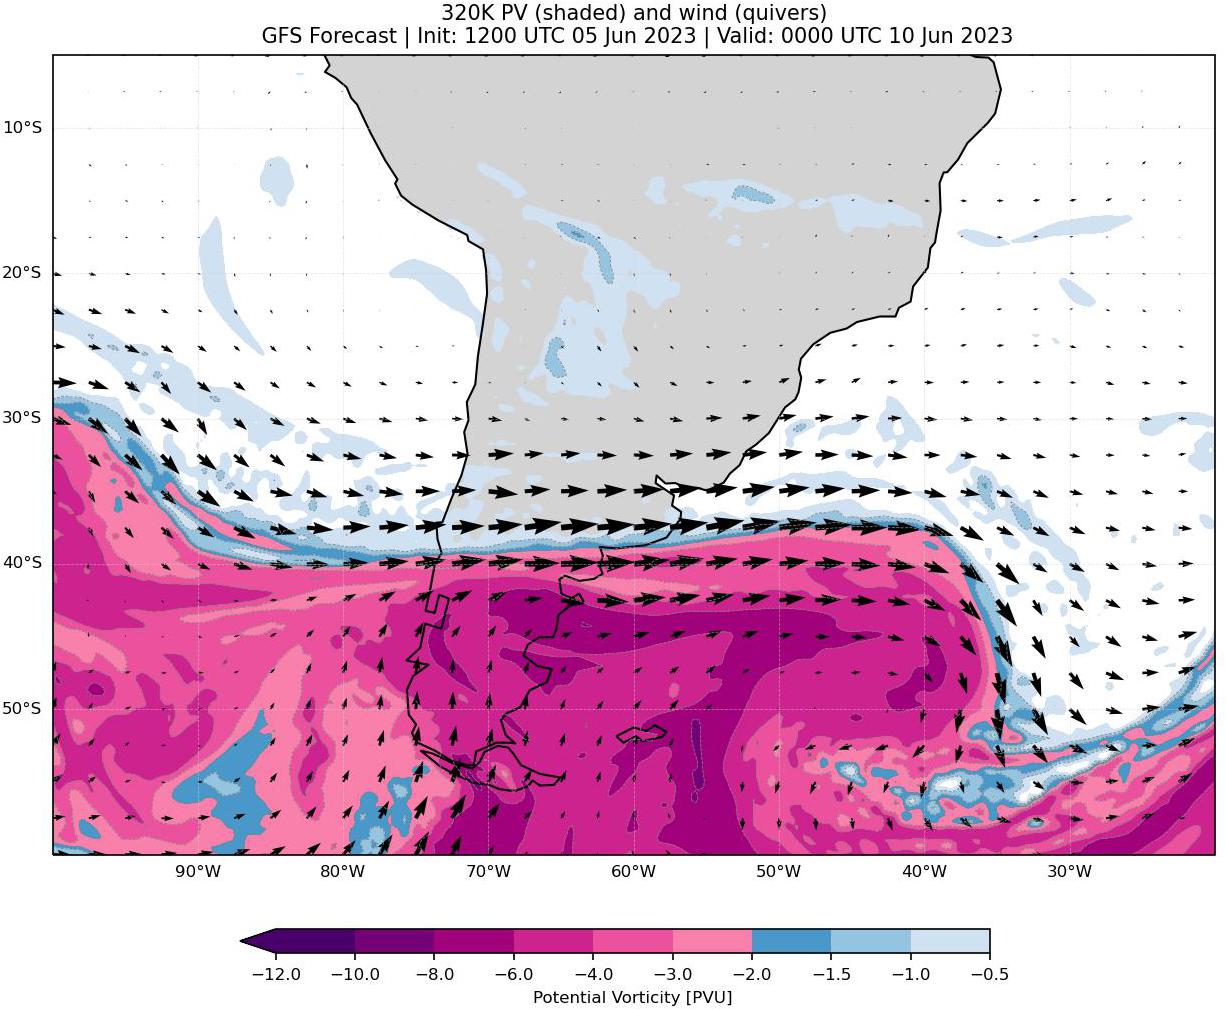 320K PV (shaded) and wind (quivers)
GFS Forecast | Init: 1200 UTC 05 Jun 2023 | Valid: 0000 UTC 10 Jun 2023
10°S
20°S
30°S
40°S
50°S
90°W 80°W 70°W 60°W 50°W 40°W 30°W
−12.0 −10.0 −8.0 −6.0 −4.0 −3.0 −2.0 −1.5 −1.0 −0.5
Potential Vorticity [PVU]